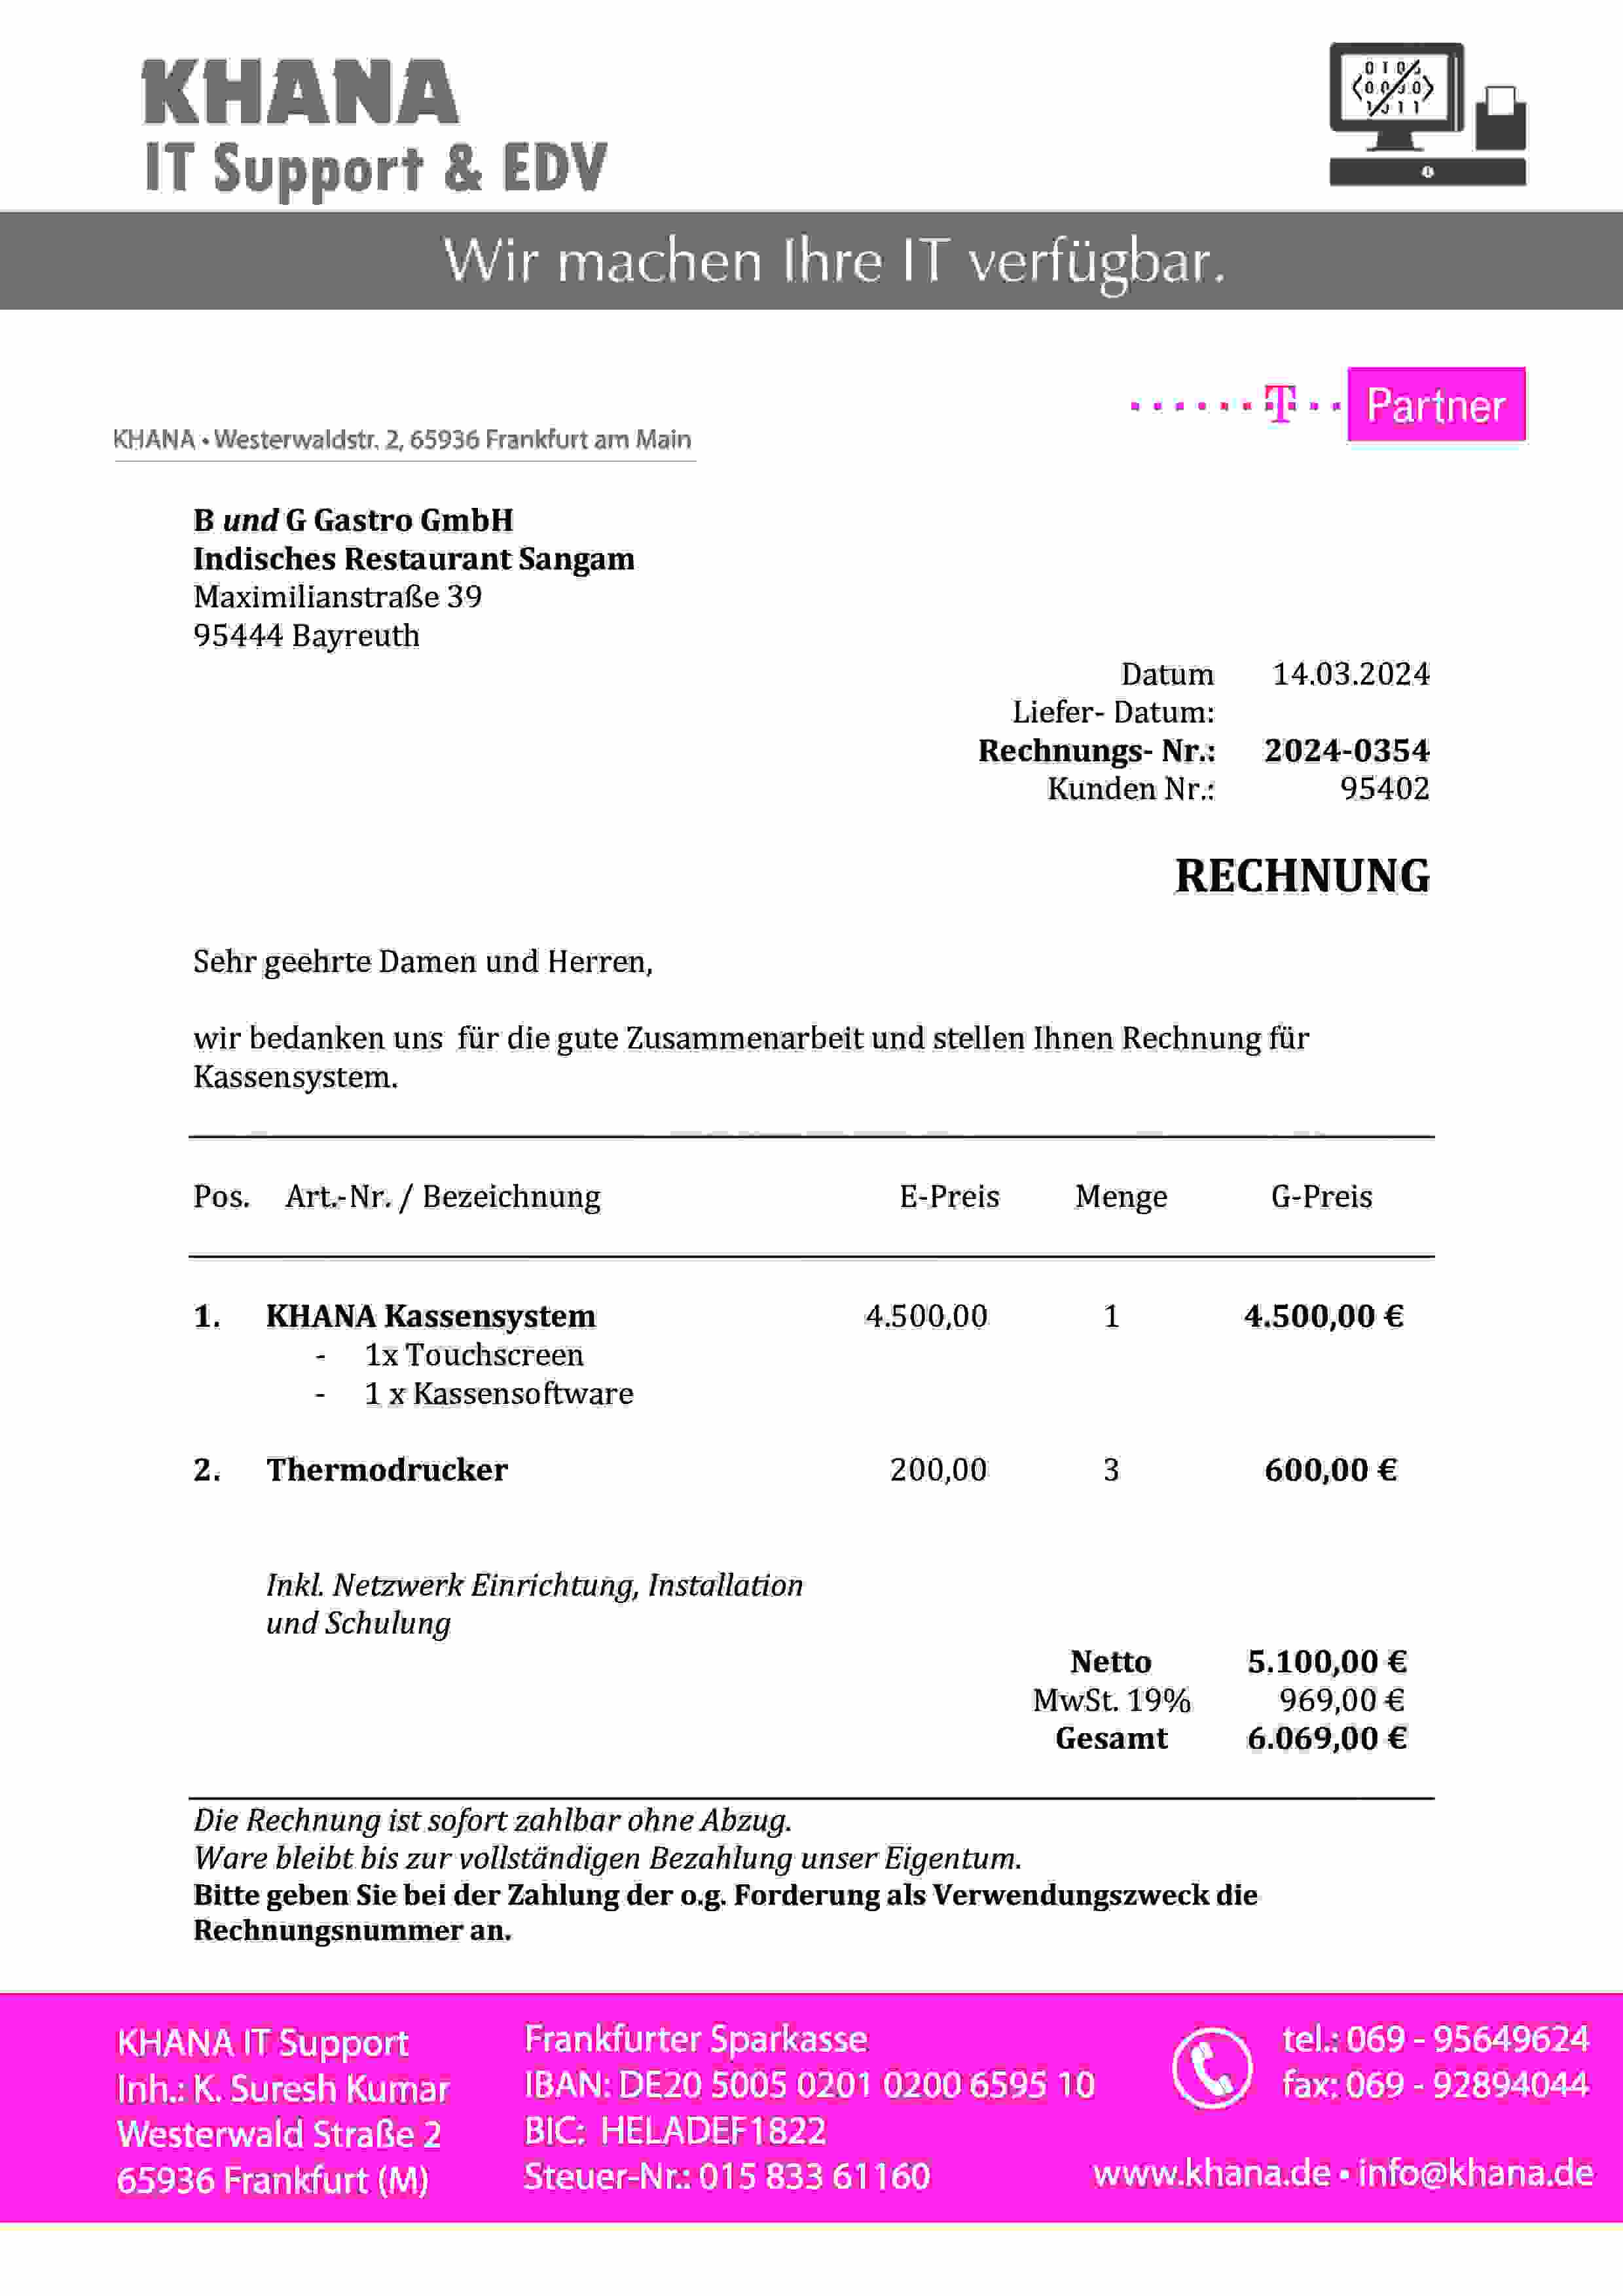 KHANA
IT Support & EDV
Wir machen Ihre IT verfügbar.
T Partner
KHANA • Westerwaldstr. 2, 65936 Frankfurt am Main
B und G Gastro GmbH
Indisches Restaurant Sangam
Maximilianstraße 39
95444 Bayreuth
Datum 14.03.2024
Liefer- Datum:
Rechnungs- Nr.: 2024-0354
Kunden Nr.: 95402
RECHNUNG
Sehr geehrte Damen und Herren,
wir bedanken uns für die gute Zusammenarbeit und stellen Ihnen Rechnung für
Kassensystem.
Pos. Art.-Nr. / Bezeichnung E-Preis Menge G-Preis
1. KHANA Kassensystem 4.500,00 1 4.500,00 €
- 1x Touchscreen
- 1 x Kassensoftware
2. Thermodrucker 200,00 3 600,00 €
Inkl. Netzwerk Einrichtung, Installation
und Schulung
Netto 5.100,00 €
MwSt. 19% 969,00 €
Gesamt 6.069,00 €
Die Rechnung ist sofort zahlbar ohne Abzug.
Ware bleibt bis zur vollständigen Bezahlung unser Eigentum.
Bitte geben Sie bei der Zahlung der o.g. Forderung als Verwendungszweck die
Rechnungsnummer an.
KHANA IT Support
Inh.: K. Suresh Kumar
Westerwald Straße 2
65936 Frankfurt (M)
Frankfurter Sparkasse
IBAN: DE20 5005 0201 0200 6595 10
BIC: HELADEF1822
Steuer-Nr.: 015 833 61160
tel.: 069 - 95649624
fax: 069 - 92894044
www.khana.de • info@khana.de